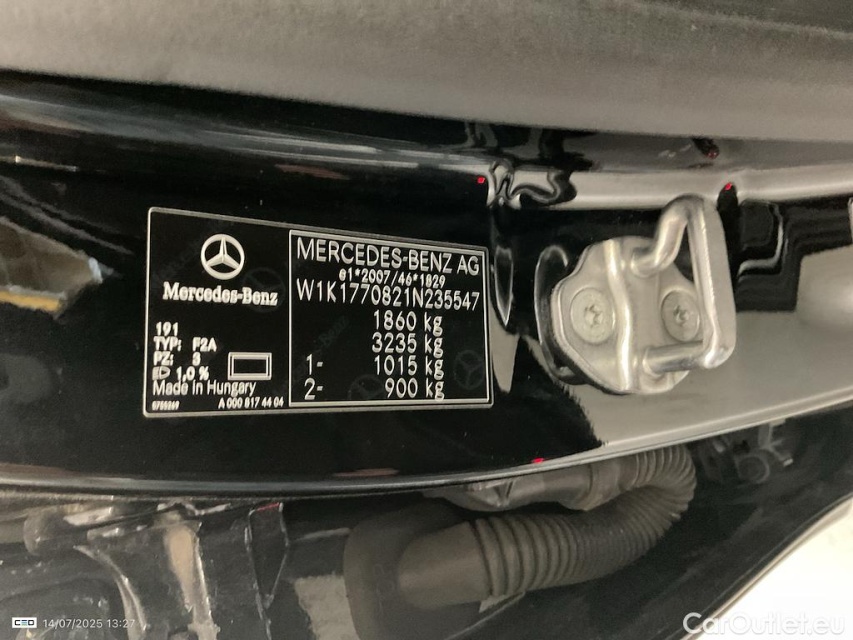 Mercedes-Benz
191
TYP: F2A
PZ: 3
1,0 %
Made in Hungary
A 000 817 44 04
MERCEDES-BENZ AG
e1*2007/46*1829
W1K1770821N235547
1860 kg
3235 kg
1- 1015 kg
2- 900 kg
14/07/2025 13:27
CarOutlet.eu